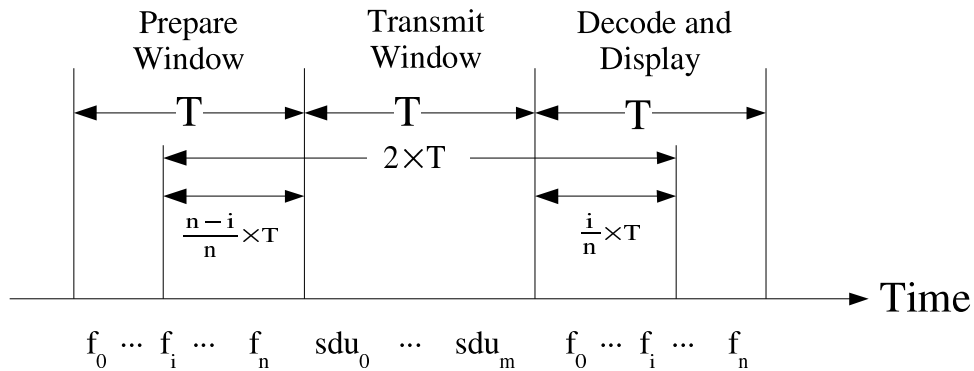 Prepare Window
Transmit Window
Decode and Display
T T T
2×T
n − i / n ×T
i / n ×T
Time
f₀ ··· fᵢ ··· fₙ sdu₀ ··· sduₘ f₀ ··· fᵢ ··· fₙ